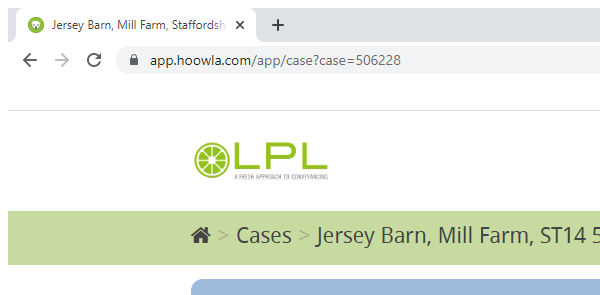 Jersey Barn, Mill Farm, Staffordsh
app.hoowla.com/app/case?case=506228
LPL
A FRESH APPROACH TO CONVEYANCING
> Cases > Jersey Barn, Mill Farm, ST14 5